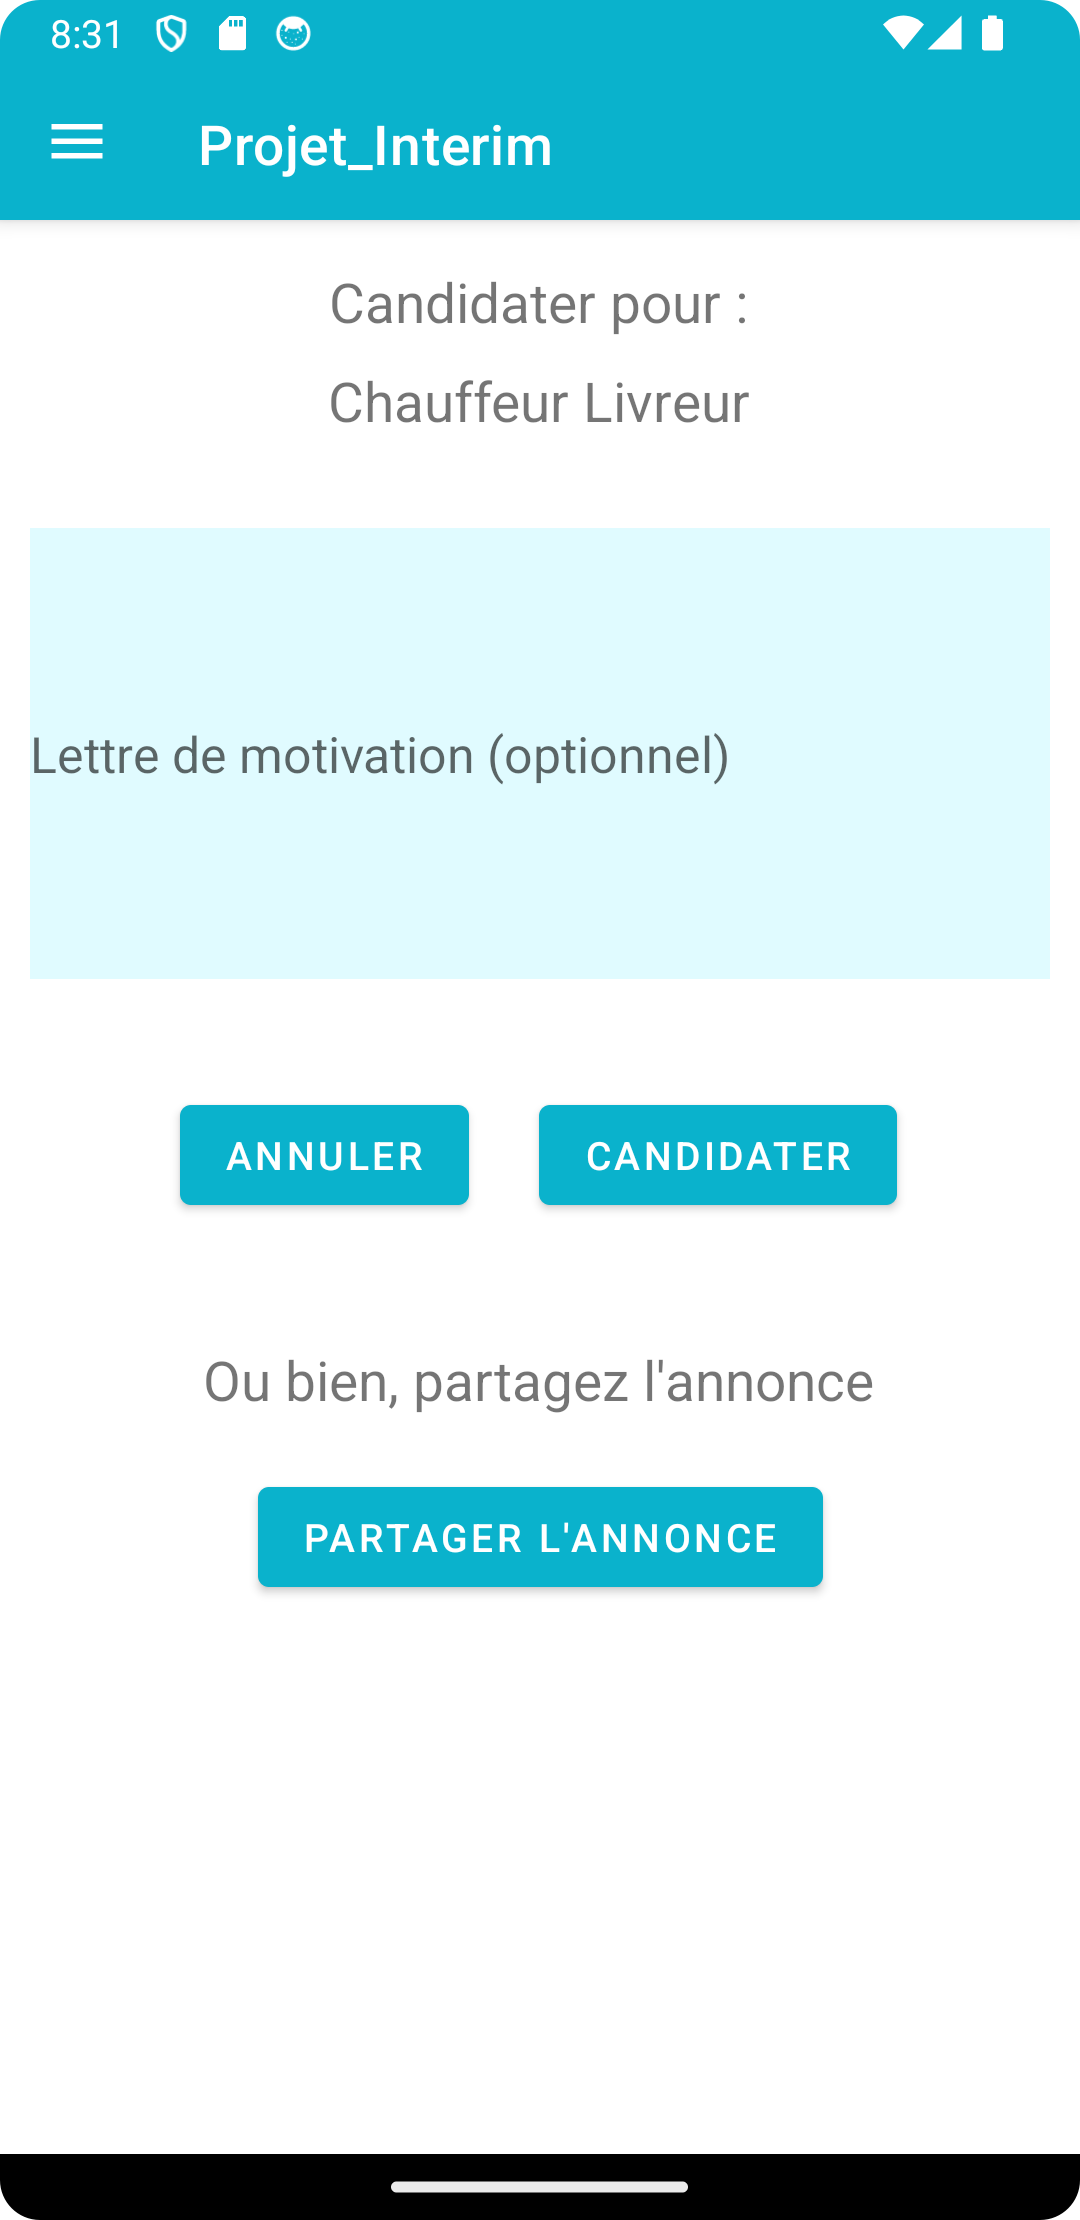 8:31
Projet_Interim
Candidater pour :
Chauffeur Livreur
Lettre de motivation (optionnel)
ANNULER
CANDIDATER
Ou bien, partagez l'annonce
PARTAGER L'ANNONCE